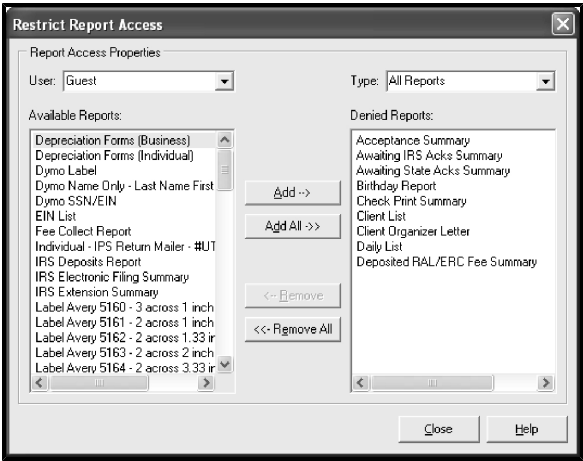 Restrict Report Access
Report Access Properties
User: Guest
Type: All Reports
Available Reports:
Depreciation Forms (Business)
Depreciation Forms (Individual)
Dymo Label
Dymo Name Only - Last Name First
Dymo SSN/EIN
EIN List
Fee Collect Report
Individual - IPS Return Mailer - #UT
IRS Deposits Report
IRS Electronic Filing Summary
IRS Extension Summary
Label Avery 5160 - 3 across 1 inch
Label Avery 5161 - 2 across 1 inch
Label Avery 5162 - 2 across 1.33 ir
Label Avery 5163 - 2 across 2 inch
Label Avery 5164 - 2 across 3.33 ir
Add -->
Add All ->>
<-- Remove
<<- Remove All
Denied Reports:
Acceptance Summary
Awaiting IRS Acks Summary
Awaiting State Acks Summary
Birthday Report
Check Print Summary
Client List
Client Organizer Letter
Daily List
Deposited RAL/ERC Fee Summary
Close
Help